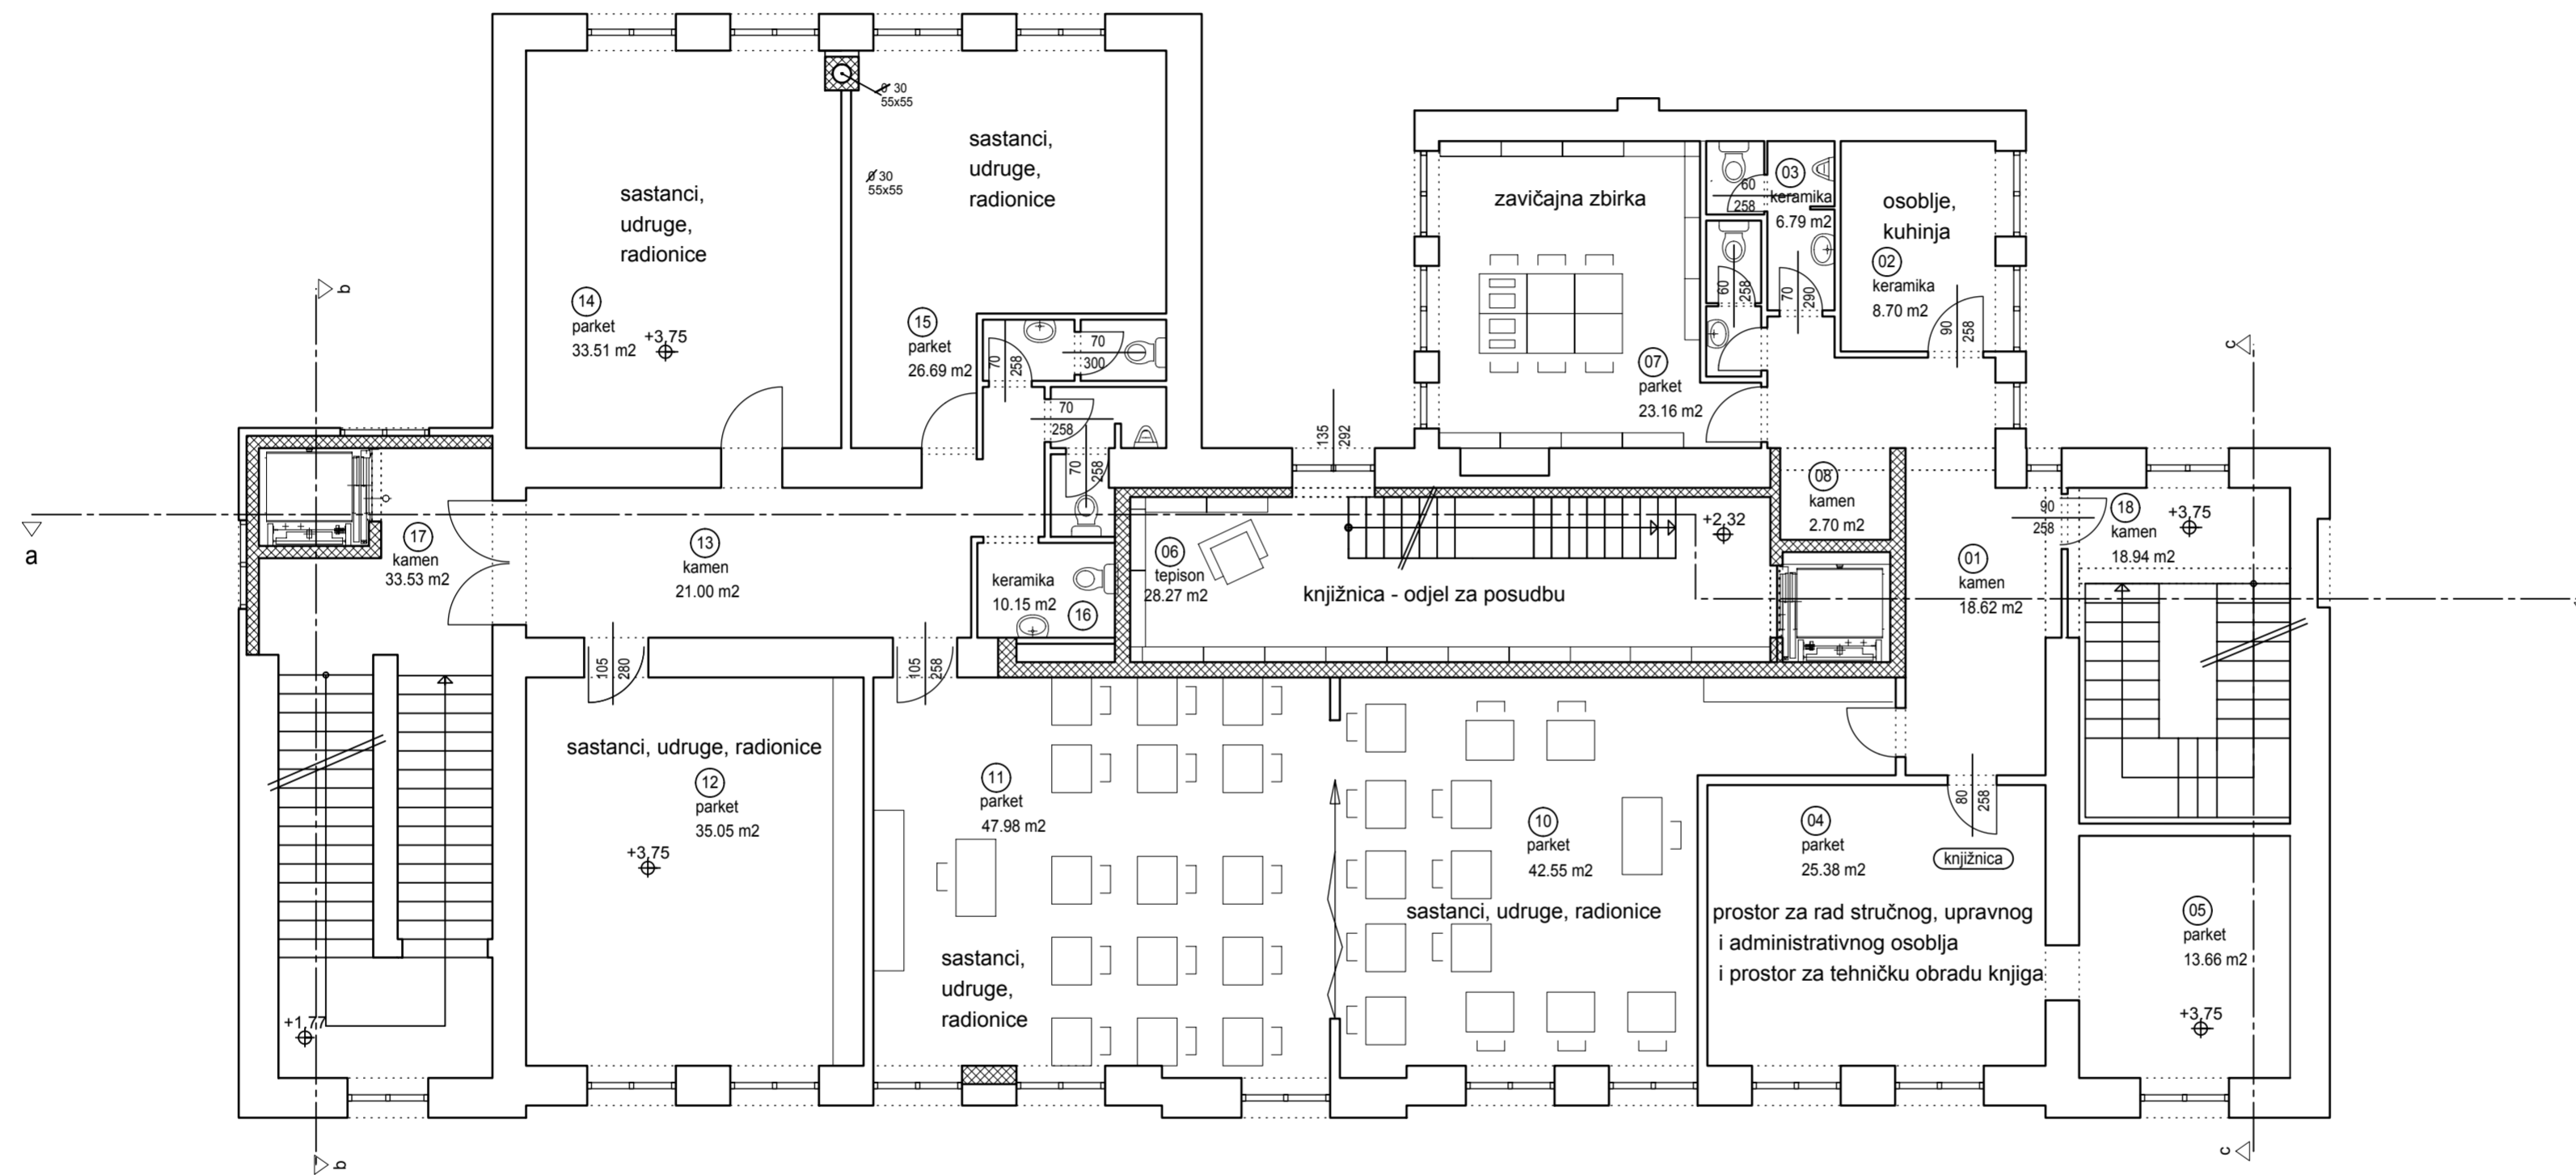 ø 30
55x55
sastanci,
udruge,
radionice
ø 30
55x55
sastanci,
udruge,
radionice
14
parket
33.51 m2
+3,75
15
parket
26.69 m2
70
258
70
300
70
258
70
258
zavičajna zbirka
07
parket
23.16 m2
03
keramika
6.79 m2
60
258
60
258
70
290
osoblje,
kuhinja
02
keramika
8.70 m2
90
258
135
292
b
c
a
17
kamen
33.53 m2
13
kamen
21.00 m2
keramika
10.15 m2
16
06
tepison
28.27 m2
knjižnica - odjel za posudbu
+2,32
08
kamen
2.70 m2
01
kamen
18.62 m2
90
258
18
kamen
18.94 m2
+3,75
105
280
105
258
sastanci, udruge, radionice
12
parket
35.05 m2
+3,75
11
parket
47.98 m2
sastanci,
udruge,
radionice
10
parket
42.55 m2
sastanci, udruge, radionice
80
258
04
parket
25.38 m2
knjižnica
prostor za rad stručnog, upravnog
i administrativnog osoblja
i prostor za tehničku obradu knjiga
05
parket
13.66 m2
+3,75
+1,77
b
c